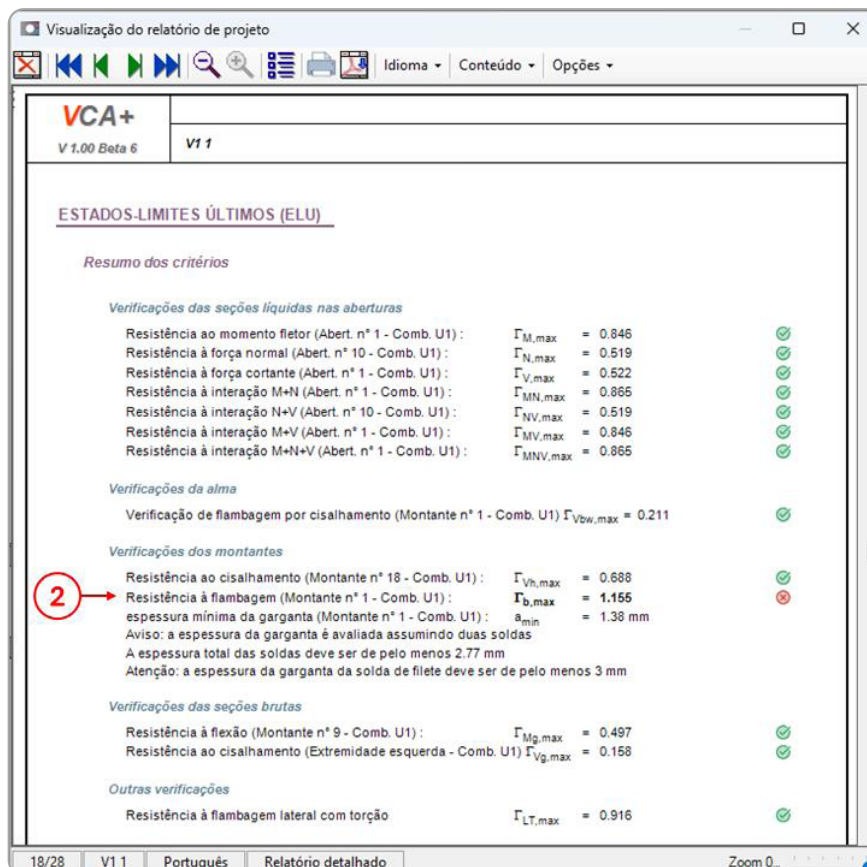 Visualização do relatório de projeto
Idioma Conteúdo Opções
VCA+
V 1.00 Beta 6
V1 1
ESTADOS-LIMITES ÚLTIMOS (ELU)
Resumo dos critérios
Verificações das seções líquidas nas aberturas
Resistência ao momento fletor (Abert. n° 1 - Comb. U1) : ΓM,max = 0.846
Resistência à força normal (Abert. n° 10 - Comb. U1) : ΓN,max = 0.519
Resistência à força cortante (Abert. n° 1 - Comb. U1) : ΓV,max = 0.522
Resistência à interação M+N (Abert. n° 1 - Comb. U1) : ΓMN,max = 0.865
Resistência à interação N+V (Abert. n° 10 - Comb. U1) : ΓNV,max = 0.519
Resistência à interação M+V (Abert. n° 1 - Comb. U1) : ΓMV,max = 0.846
Resistência à interação M+N+V (Abert. n° 1 - Comb. U1) : ΓMNV,max = 0.865
Verificações da alma
Verificação de flambagem por cisalhamento (Montante n° 1 - Comb. U1) ΓVbw,max = 0.211
Verificações dos montantes
Resistência ao cisalhamento (Montante n° 18 - Comb. U1) : ΓVh,max = 0.688
2 Resistência à flambagem (Montante n° 1 - Comb. U1) : Γb,max = 1.155
espessura mínima da garganta (Montante n° 1 - Comb. U1) : amin = 1.38 mm
Aviso: a espessura da garganta é avaliada assumindo duas soldas
A espessura total das soldas deve ser de pelo menos 2.77 mm
Atenção: a espessura da garganta da solda de filete deve ser de pelo menos 3 mm
Verificações das seções brutas
Resistência à flexão (Montante n° 9 - Comb. U1) : ΓMg,max = 0.497
Resistência ao cisalhamento (Extremidade esquerda - Comb. U1) ΓVg,max = 0.158
Outras verificações
Resistência à flambagem lateral com torção ΓLT,max = 0.916
18/28 V1 1 Português Relatório detalhado Zoom 0...